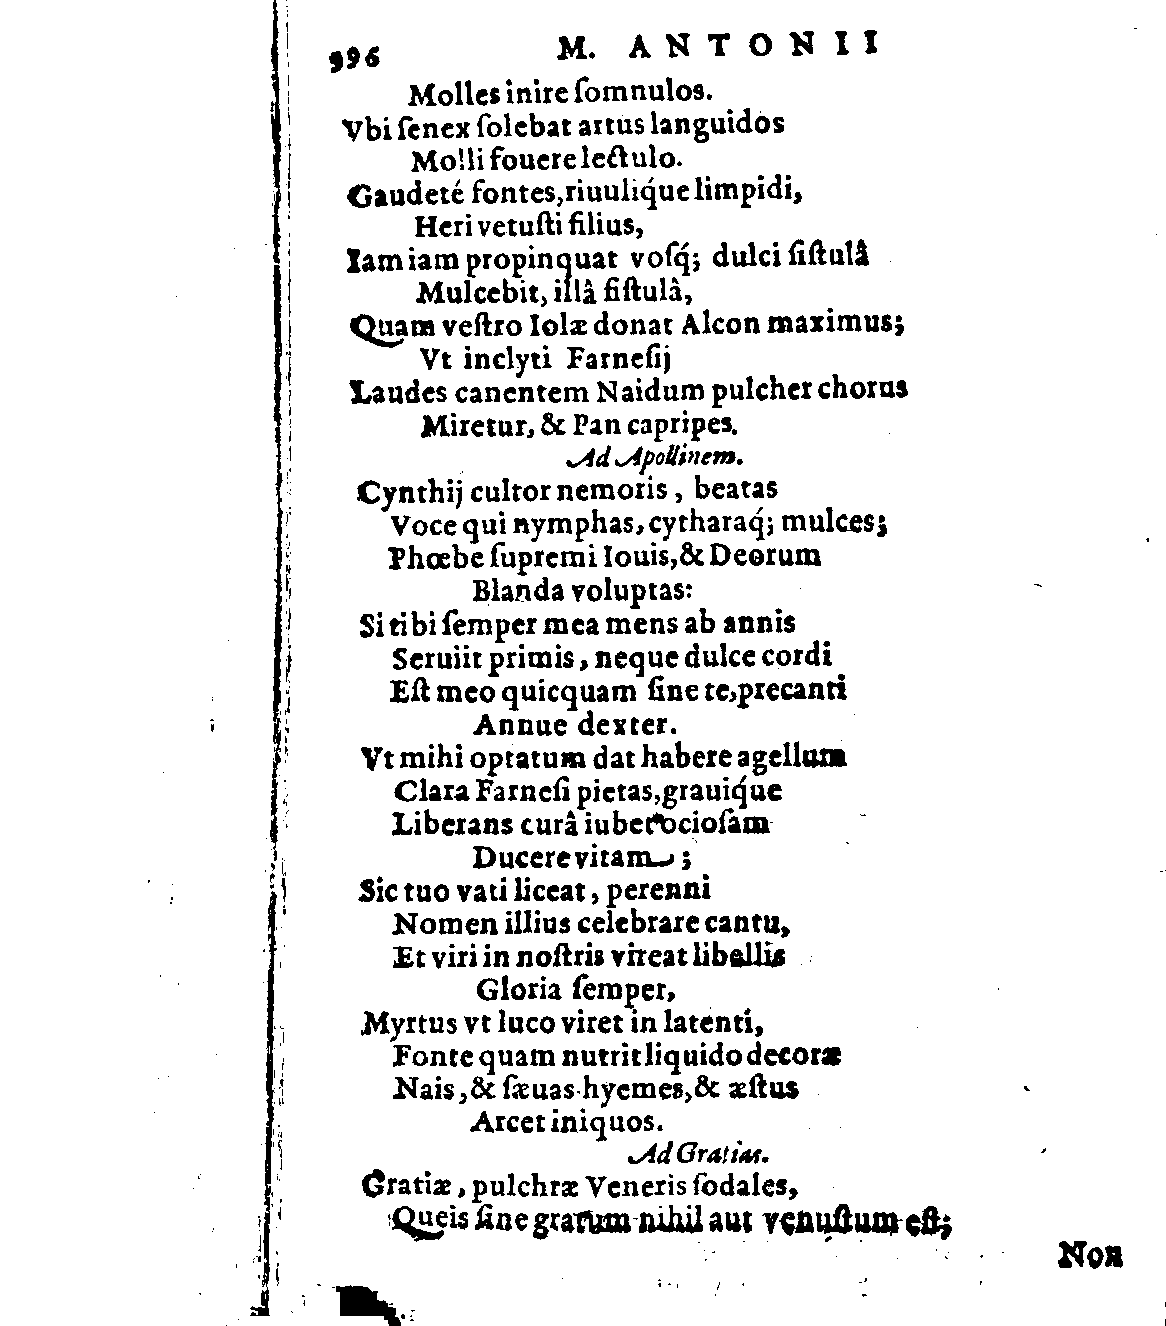 996 M. ANTONII
Molles inire ſomnulos.
Vbi ſenex ſolebat artus languidos
Molli fouere lectulo.
Gaudeté fontes, riuuliq́ue limpidi,
Heri vetuſti filius,
Iam iam propinquat voſq́; dulci fiſtulâ
Mulcebit, illâ fiſtulâ,
Quam veſtro Iolæ donat Alcon maximus;
Vt inclyti Farneſij
Laudes canentem Naidum pulcher chorus
Miretur, & Pan capripes.
Ad Apollinem.
Cynthij cultor nemoris, beatas
Voce qui nymphas, cytharaq́; mulces;
Phœbe ſupremi Iouis, & Deorum
Blanda voluptas:
Si tibi ſemper mea mens ab annis
Seruiit primis, neque dulce cordi
Eſt meo quicquam ſine te, precanti
Annue dexter.
Vt mihi optatum dat habere agellum
Clara Farneſi pietas, grauiq́ue
Liberans curâ iubet ocioſam
Ducere vitam;
Sic tuo vati liceat, perenni
Nomen illius celebrare cantu,
Et viri in noſtris vireat libellis
Gloria ſemper,
Myrtus vt luco viret in latenti,
Fonte quam nutrit liquido decoræ
Nais, & ſæuas hyemes, & æſtus
Arcet iniquos.
Ad Gratias.
Gratiæ, pulchræ Veneris ſodales,
Queis ſine gratum nihil aut venuſtum eſt;
Non